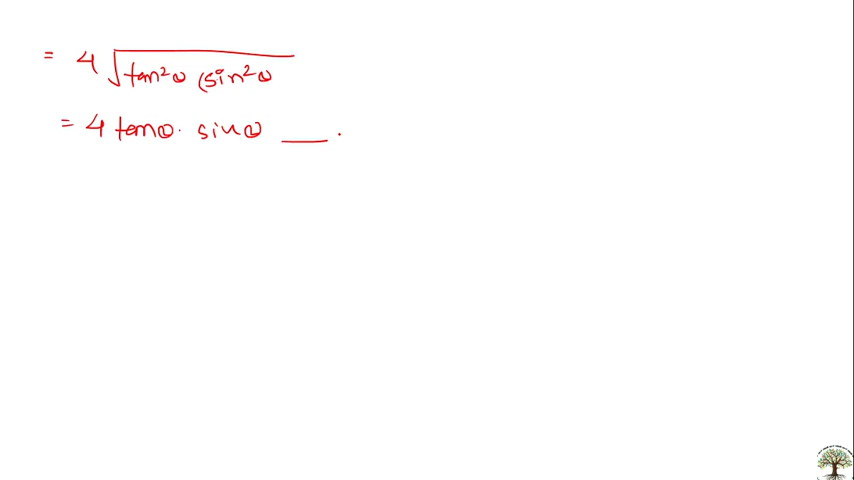 = 4 √tan²θ (sin²θ
= 4 tanθ. sinθ ___ .